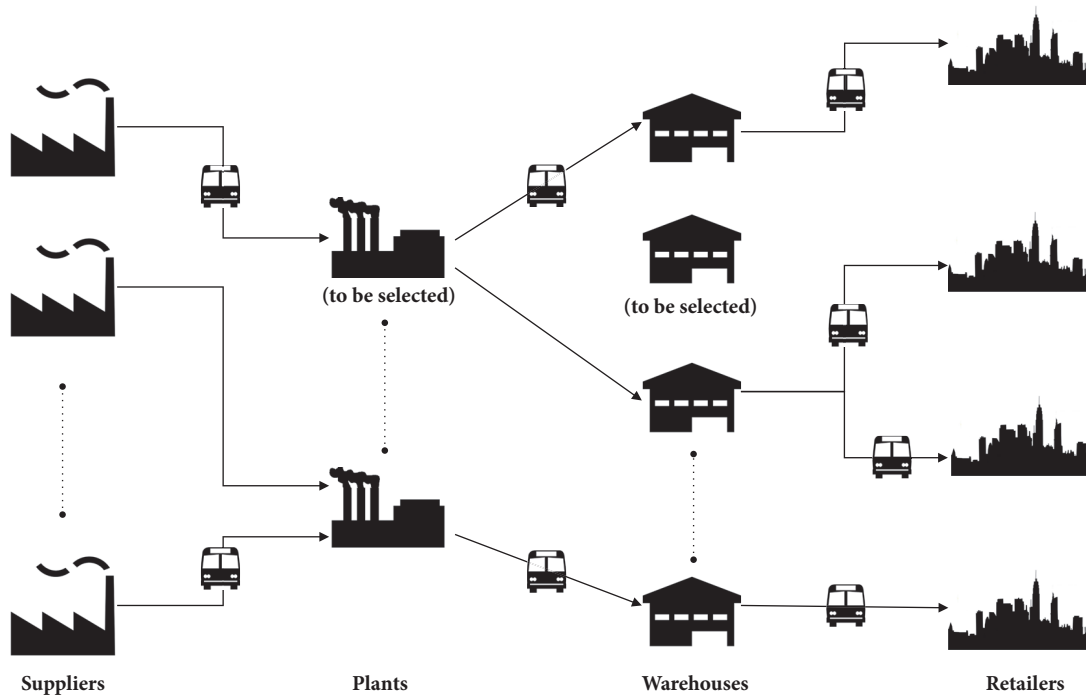 (to be selected)
(to be selected)
Suppliers
Plants
Warehouses
Retailers